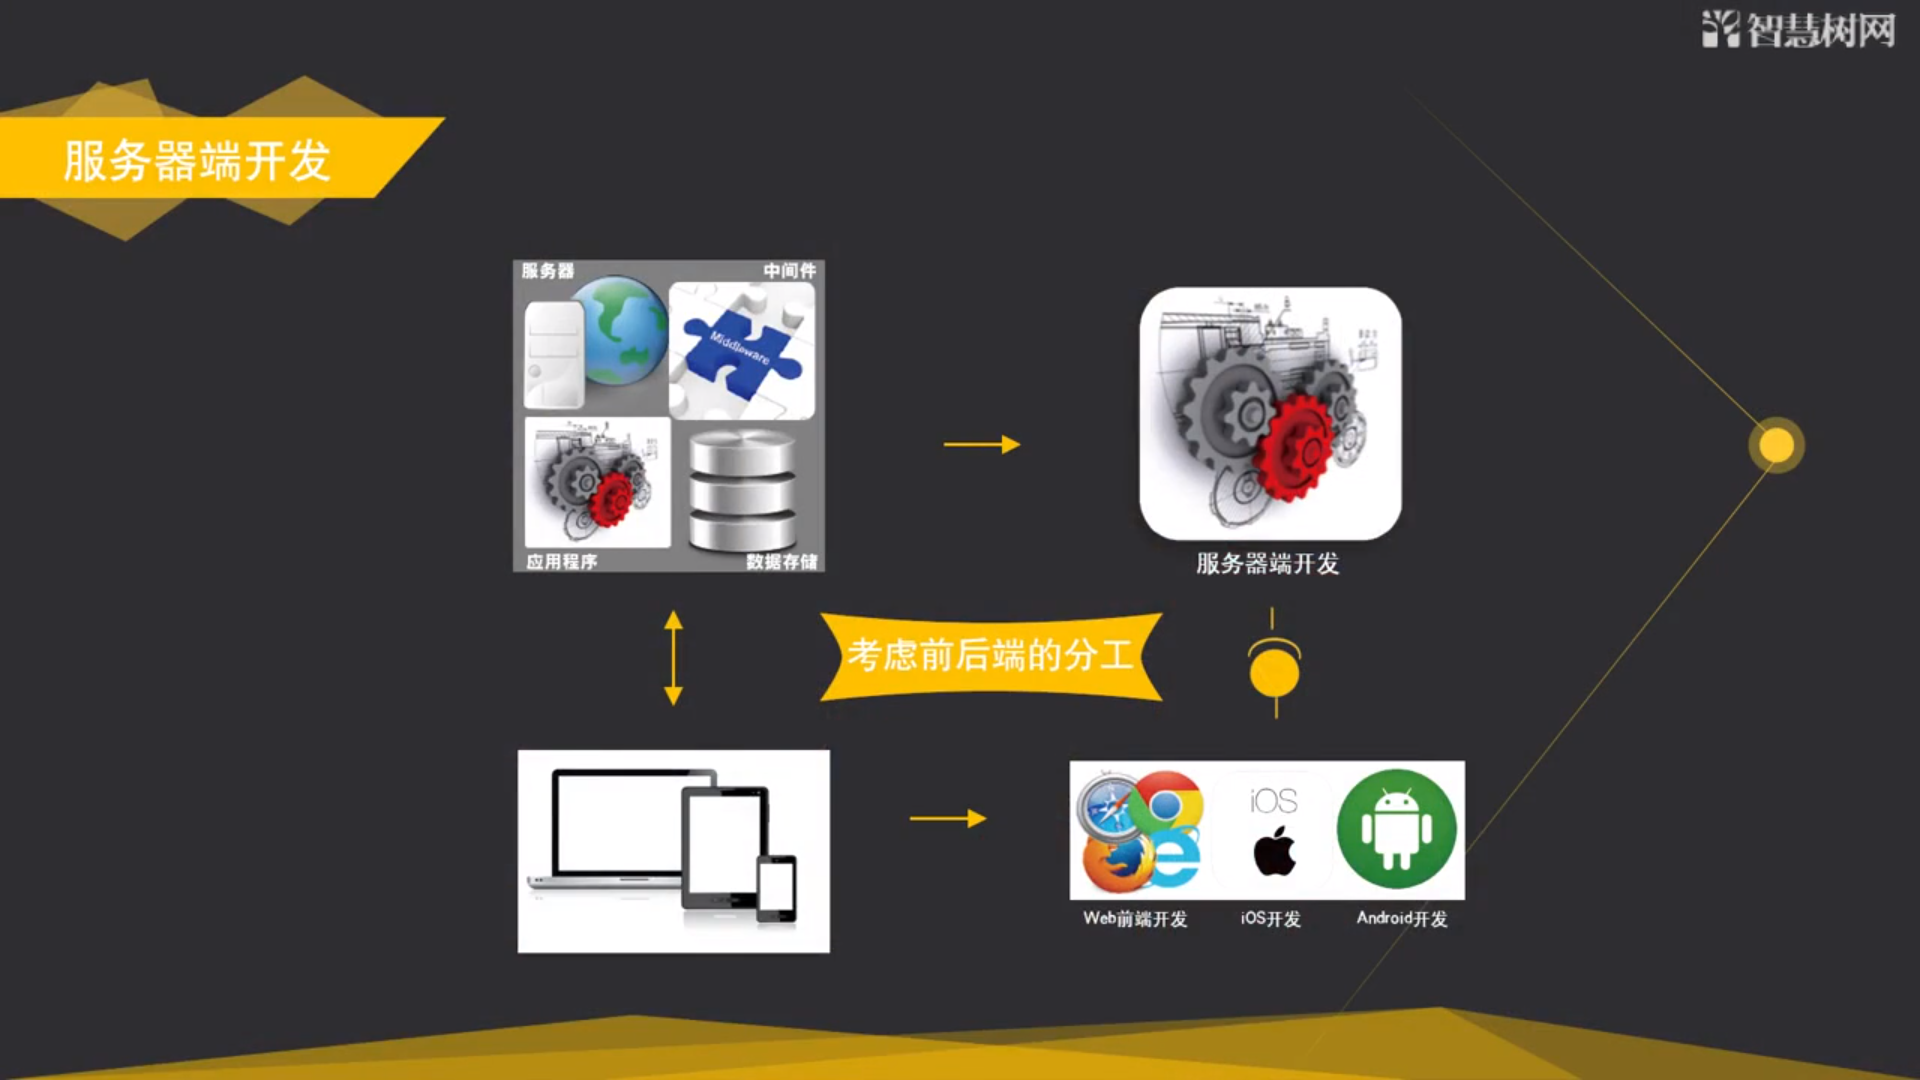 智慧树网
服务器端开发
服务器
中间件
Middleware
应用程序
数据存储
服务器端开发
考虑前后端的分工
iOS
Web前端开发
iOS开发
Android开发